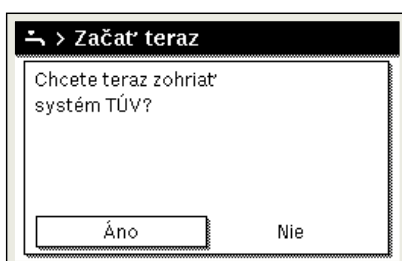 > Začať teraz
Chcete teraz zohriať
systém TÚV?
Áno
Nie